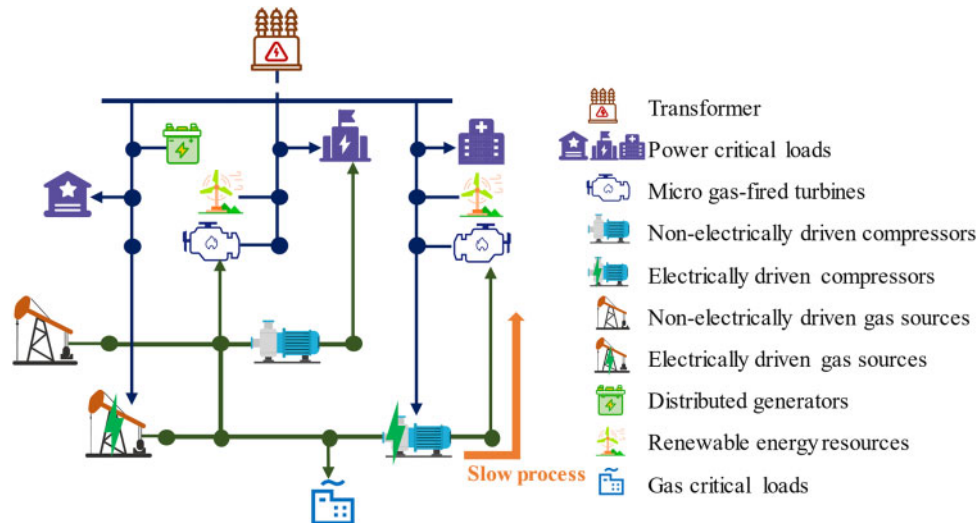 Transformer
Power critical loads
Micro gas-fired turbines
Non-electrically driven compressors
Electrically driven compressors
Non-electrically driven gas sources
Electrically driven gas sources
Distributed generators
Renewable energy resources
Slow process
Gas critical loads